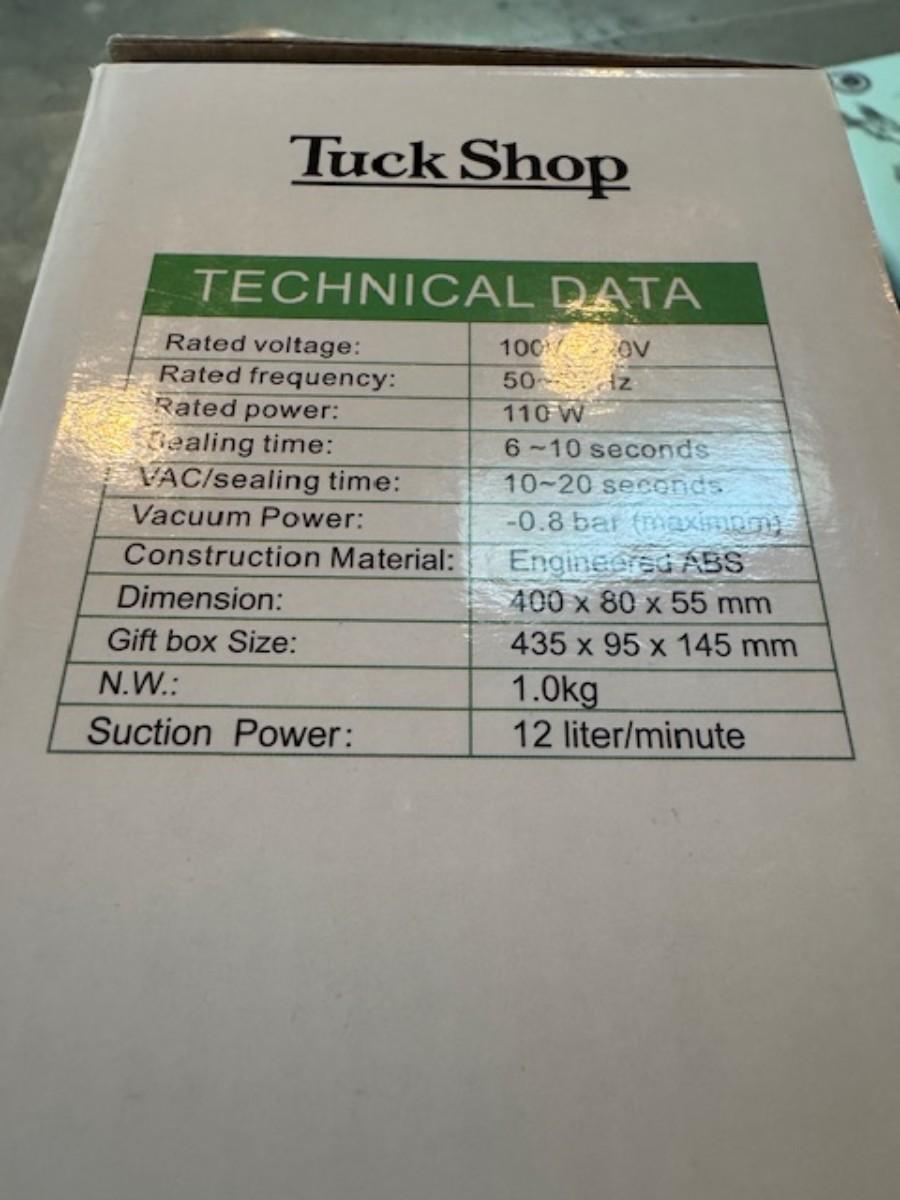 Tuck Shop
TECHNICAL DATA
Rated voltage:
Rated frequency:
Rated power: 110 W
Sealing time: 6 ~10 seconds
VAC/sealing time: 10~20 seconds
Vacuum Power: -0.8 bar (maximum)
Construction Material: Engineered ABS
Dimension: 400 x 80 x 55 mm
Gift box Size: 435 x 95 x 145 mm
N.W.: 1.0kg
Suction Power: 12 liter/minute